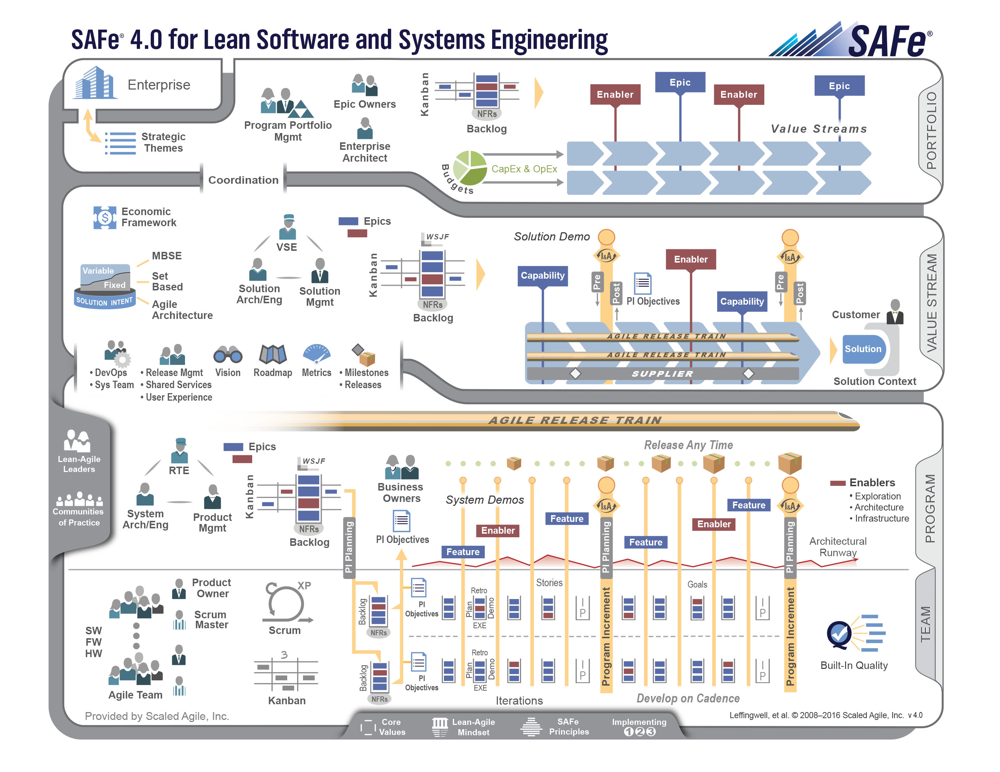 SAFe® 4.0 for Lean Software and Systems Engineering
SAFe®
Enterprise
Strategic
Themes
Program Portfolio
Mgmt
Epic Owners
Enterprise
Architect
Kanban
NFRs
Backlog
Budgets
CapEx & OpEx
Enabler
Epic
Enabler
Epic
Value Streams
PORTFOLIO
Coordination
Economic
Framework
Variable
Fixed
SOLUTION INTENT
MBSE
Set
Based
Agile
Architecture
VSE
Solution
Arch/Eng
Solution
Mgmt
Epics
WSJF
Kanban
NFRs
Backlog
Solution Demo
I&A
I&A
Capability
Pre
Post
PI Objectives
Enabler
Capability
Pre
Post
AGILE RELEASE TRAIN
AGILE RELEASE TRAIN
SUPPLIER
Customer
Solution
Solution Context
VALUE STREAM
• DevOps
• Sys Team
• Release Mgmt
• Shared Services
• User Experience
Vision
Roadmap
Metrics
• Milestones
• Releases
AGILE RELEASE TRAIN
Lean-Agile
Leaders
Communities
of Practice
RTE
System
Arch/Eng
Product
Mgmt
Epics
WSJF
Kanban
NFRs
Backlog
PI Planning
Business
Owners
PI Objectives
Release Any Time
System Demos
Feature
Enabler
Feature
I&A
PI Planning
Feature
Enabler
Feature
I&A
PI Planning
Enablers
• Exploration
• Architecture
• Infrastructure
Architectural
Runway
PROGRAM
Product
Owner
Scrum
Master
SW
FW
HW
Agile Team
XP
Scrum
3
Kanban
Backlog
NFRs
Backlog
NFRs
PI
Objectives
PI
Objectives
Retro
Plan
Demo
EXE
Stories
I
P
Program Increment
Goals
I
P
Program Increment
Retro
Plan
Demo
EXE
I
P
I
P
Iterations
Develop on Cadence
Built-In Quality
TEAM
Provided by Scaled Agile, Inc.
Leffingwell, et al. © 2008–2016 Scaled Agile, Inc. v 4.0
Core
Values
Lean-Agile
Mindset
SAFe
Principles
Implementing
1 2 3